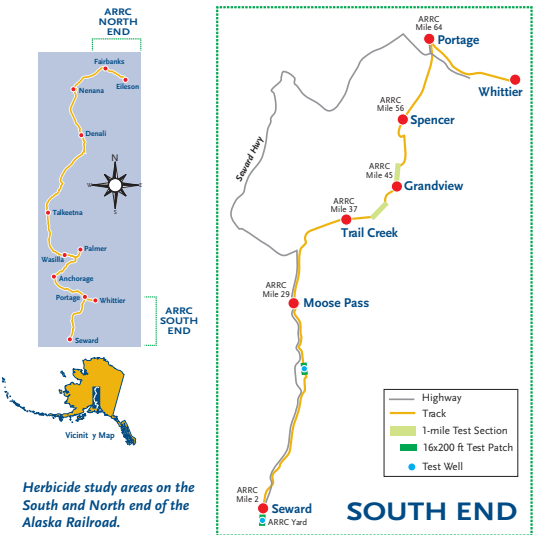 ARRC
NORTH
END
Fairbanks
Eileson
Nenana
Denali
N
W
E
S
Talkeetna
Palmer
Wasilla
Anchorage
Portage
Whittier
Seward
ARRC
SOUTH
END
Vicinit y Map
Herbicide study areas on the
South and North end of the
Alaska Railroad.
ARRC
Mile 64
Portage
Whittier
ARRC
Mile 56
Spencer
Seward Hwy
ARRC
Mile 45
Grandview
ARRC
Mile 37
Trail Creek
ARRC
Mile 29
Moose Pass
Highway
Track
1-mile Test Section
16x200 ft Test Patch
Test Well
ARRC
Mile 2
Seward
ARRC Yard
SOUTH END